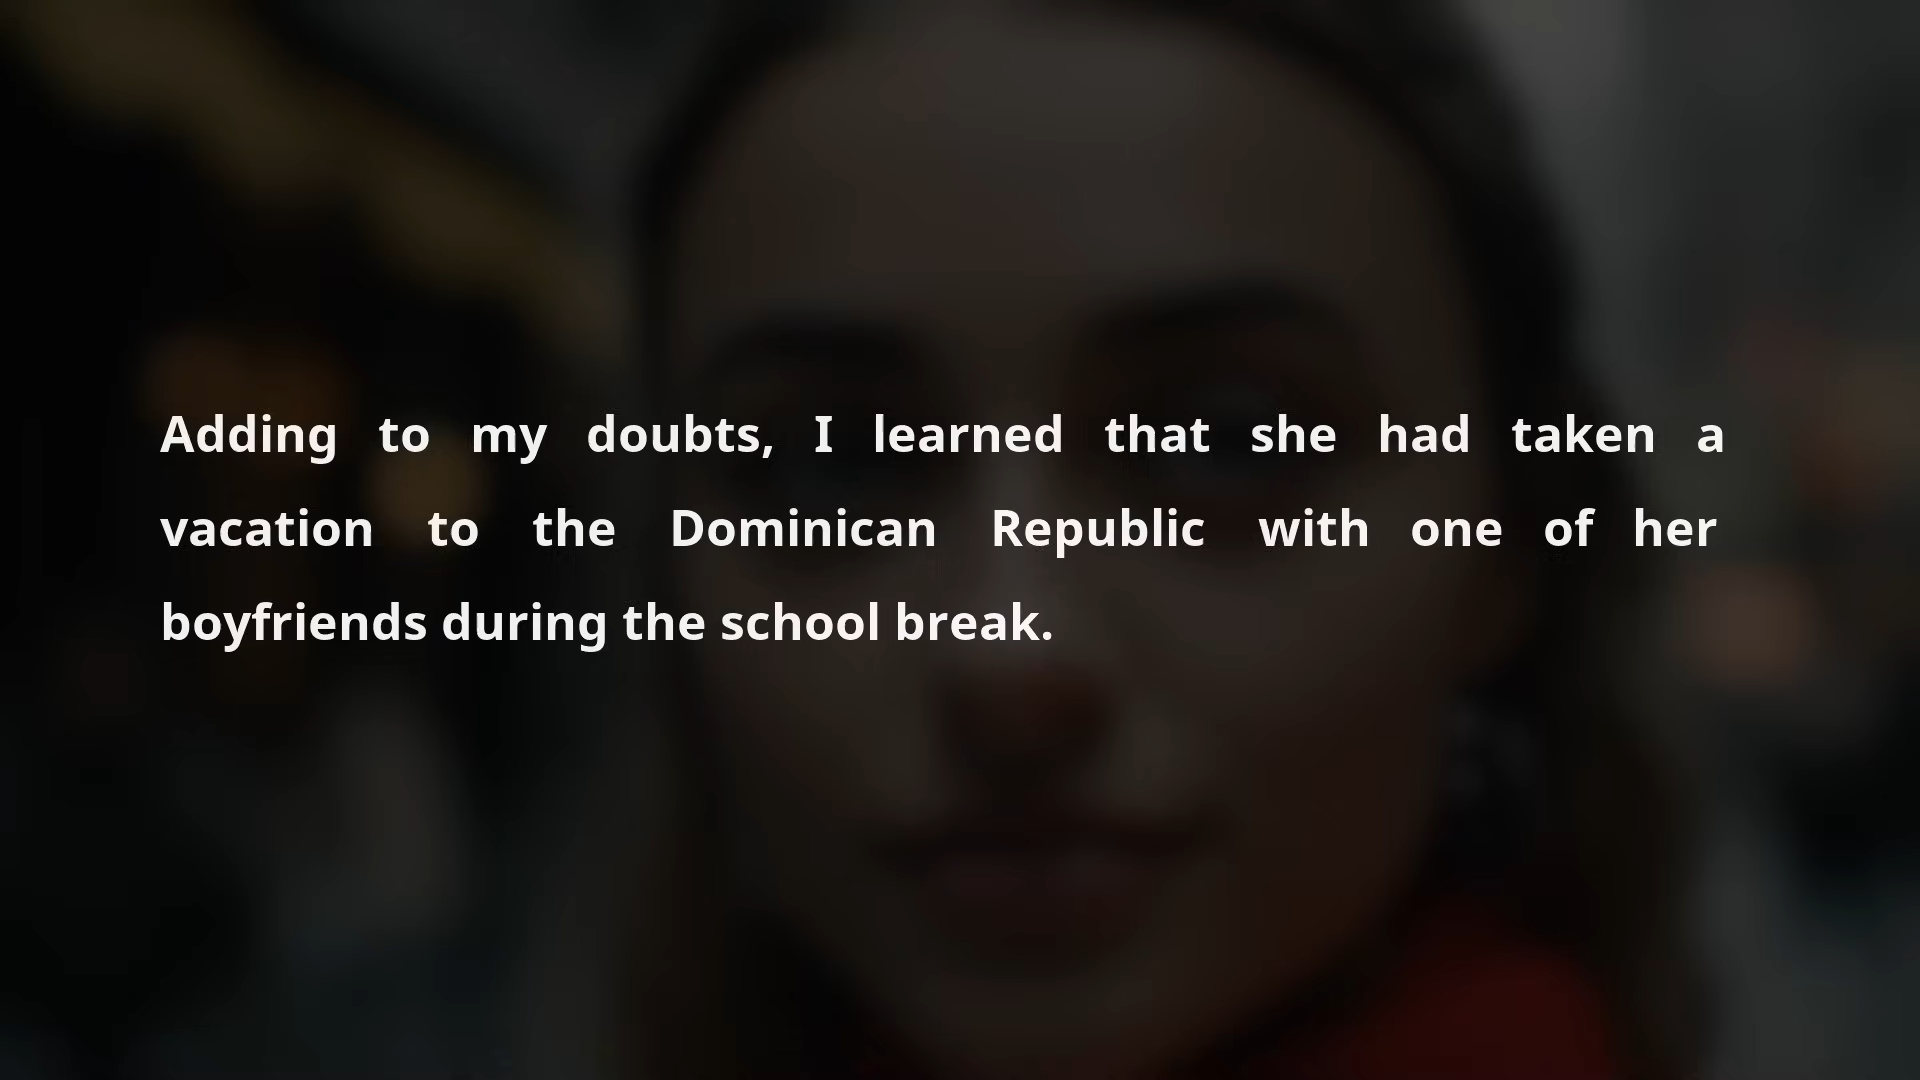 Adding to my doubts, I learned that she had taken a
vacation to the Dominican Republic with one of her
boyfriends during the school break.